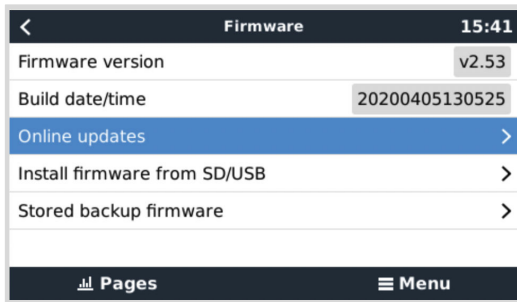 Firmware 15:41
Firmware version v2.53
Build date/time 20200405130525
Online updates
Install firmware from SD/USB
Stored backup firmware
Pages Menu